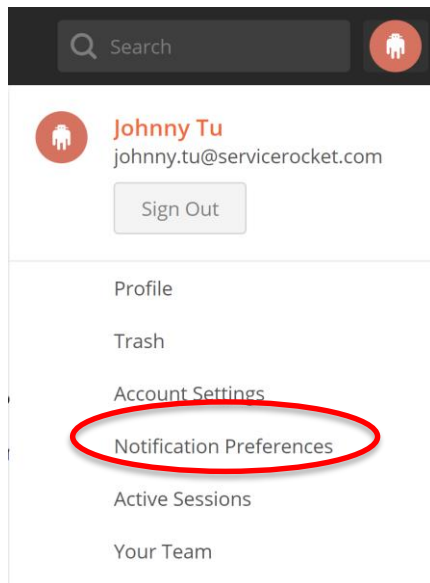 Search
Johnny Tu
johnny.tu@servicerocket.com
Sign Out
Profile
Trash
Account Settings
Notification Preferences
Active Sessions
Your Team